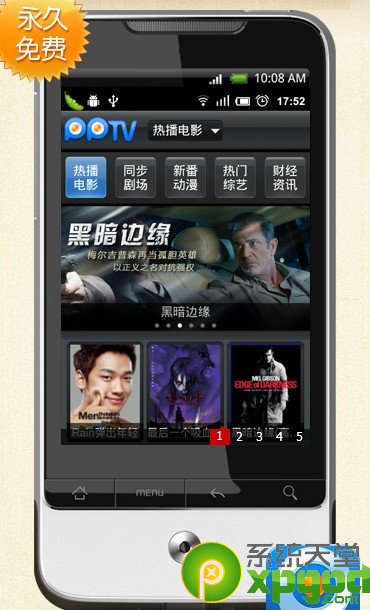 永久
免费
10:08 AM
17:52
PPTV
热播电影
热播
电影
同步
剧场
新番
动漫
热门
综艺
财经
资讯
黑暗边缘
梅尔吉普森再当孤胆英雄
以正义之名对抗强权
黑暗边缘
Men
MEL GIBSON
EDGE OF DARKNESS
Rain弹出年轻
最后一个吸血
黑暗边缘(高.
1 2 3 4 5
MENU
系统天堂
xpgod